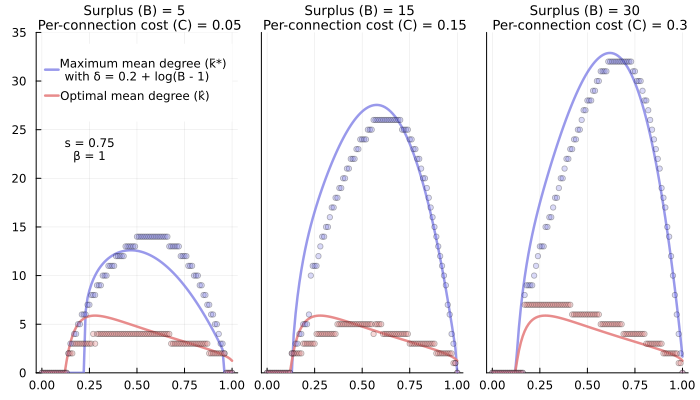 Surplus (B) = 5
Per-connection cost (C) = 0.05
Surplus (B) = 15
Per-connection cost (C) = 0.15
Surplus (B) = 30
Per-connection cost (C) = 0.3
35
30
25
20
15
10
5
0
Maximum mean degree (k̄*)
with δ = 0.2 + log(B - 1)
Optimal mean degree (k̄)
s = 0.75
β = 1
0.00 0.25 0.50 0.75 1.00
0.00 0.25 0.50 0.75 1.00
0.00 0.25 0.50 0.75 1.00